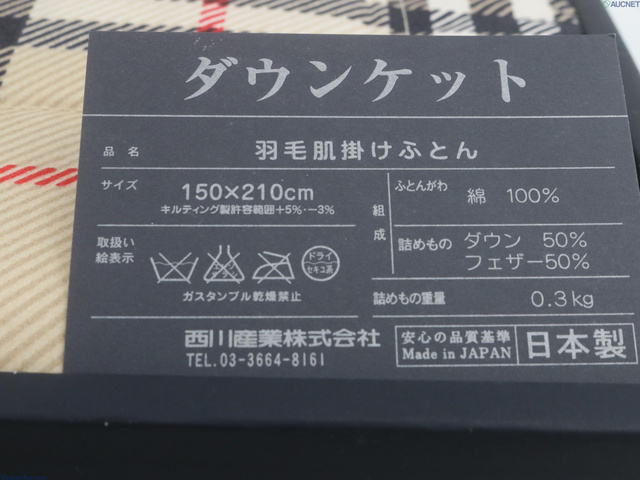 AUCNET
ダウンケット
品名 羽毛肌掛けふとん
サイズ 150×210cm
キルティング製許容範囲+5%・−3%
組成
ふとんがわ 綿 100%
詰めもの ダウン 50%
フェザー50%
取扱い
絵表示
ドライ
セキユ系
ガスタンブル乾燥禁止
詰めもの重量 0.3kg
西川産業株式会社
TEL.03-3664-8161
安心の品質基準
Made in JAPAN
日本製